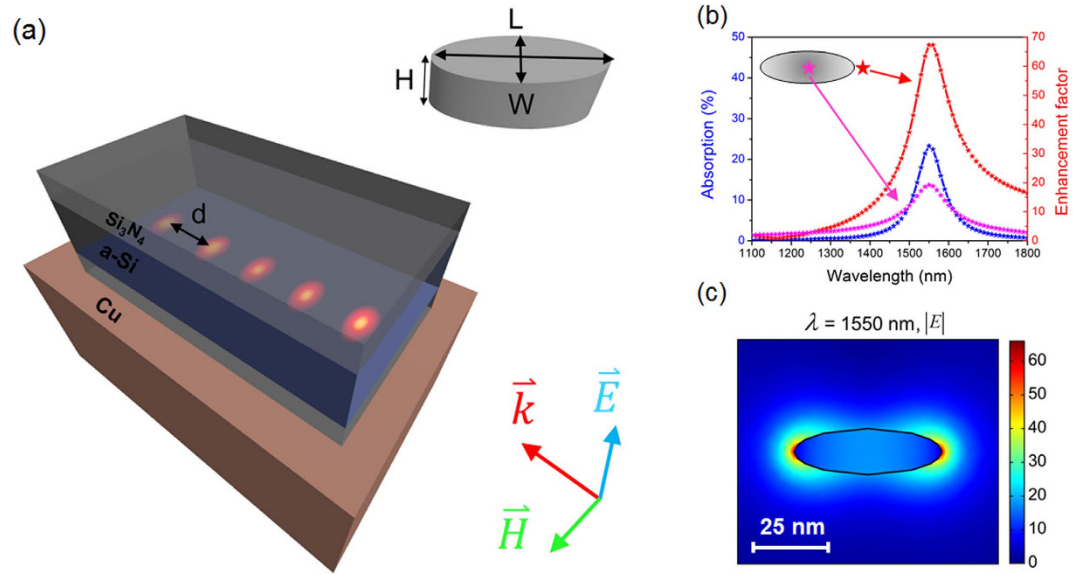 (a)
L
H
W
d
Si₃N₄
a-Si
Cu
k
E
H
(b)
50
40
30
20
10
0
Absorption (%)
70
60
50
40
30
20
10
0
Enhancement factor
1100 1200 1300 1400 1500 1600 1700 1800
Wavelength (nm)
(c)
λ = 1550 nm, |E|
25 nm
60
50
40
30
20
10
0